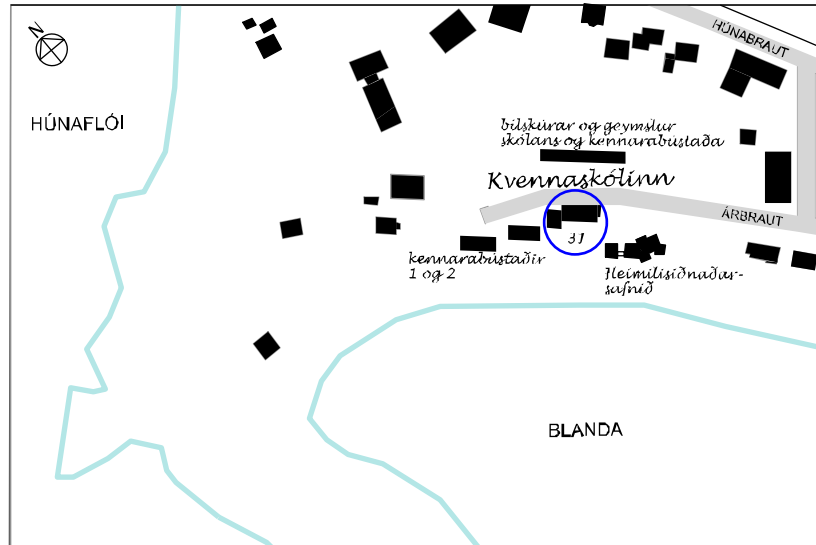 N
HÚNABRAUT
HÚNAFLÓI
bílskúrar og geymslur
skólans og kennarabústaða
Kvennaskólinn
ÁRBRAUT
31
kennarabústaðir
1 og 2
Heimilisiðnaðar-
safnið
BLANDA